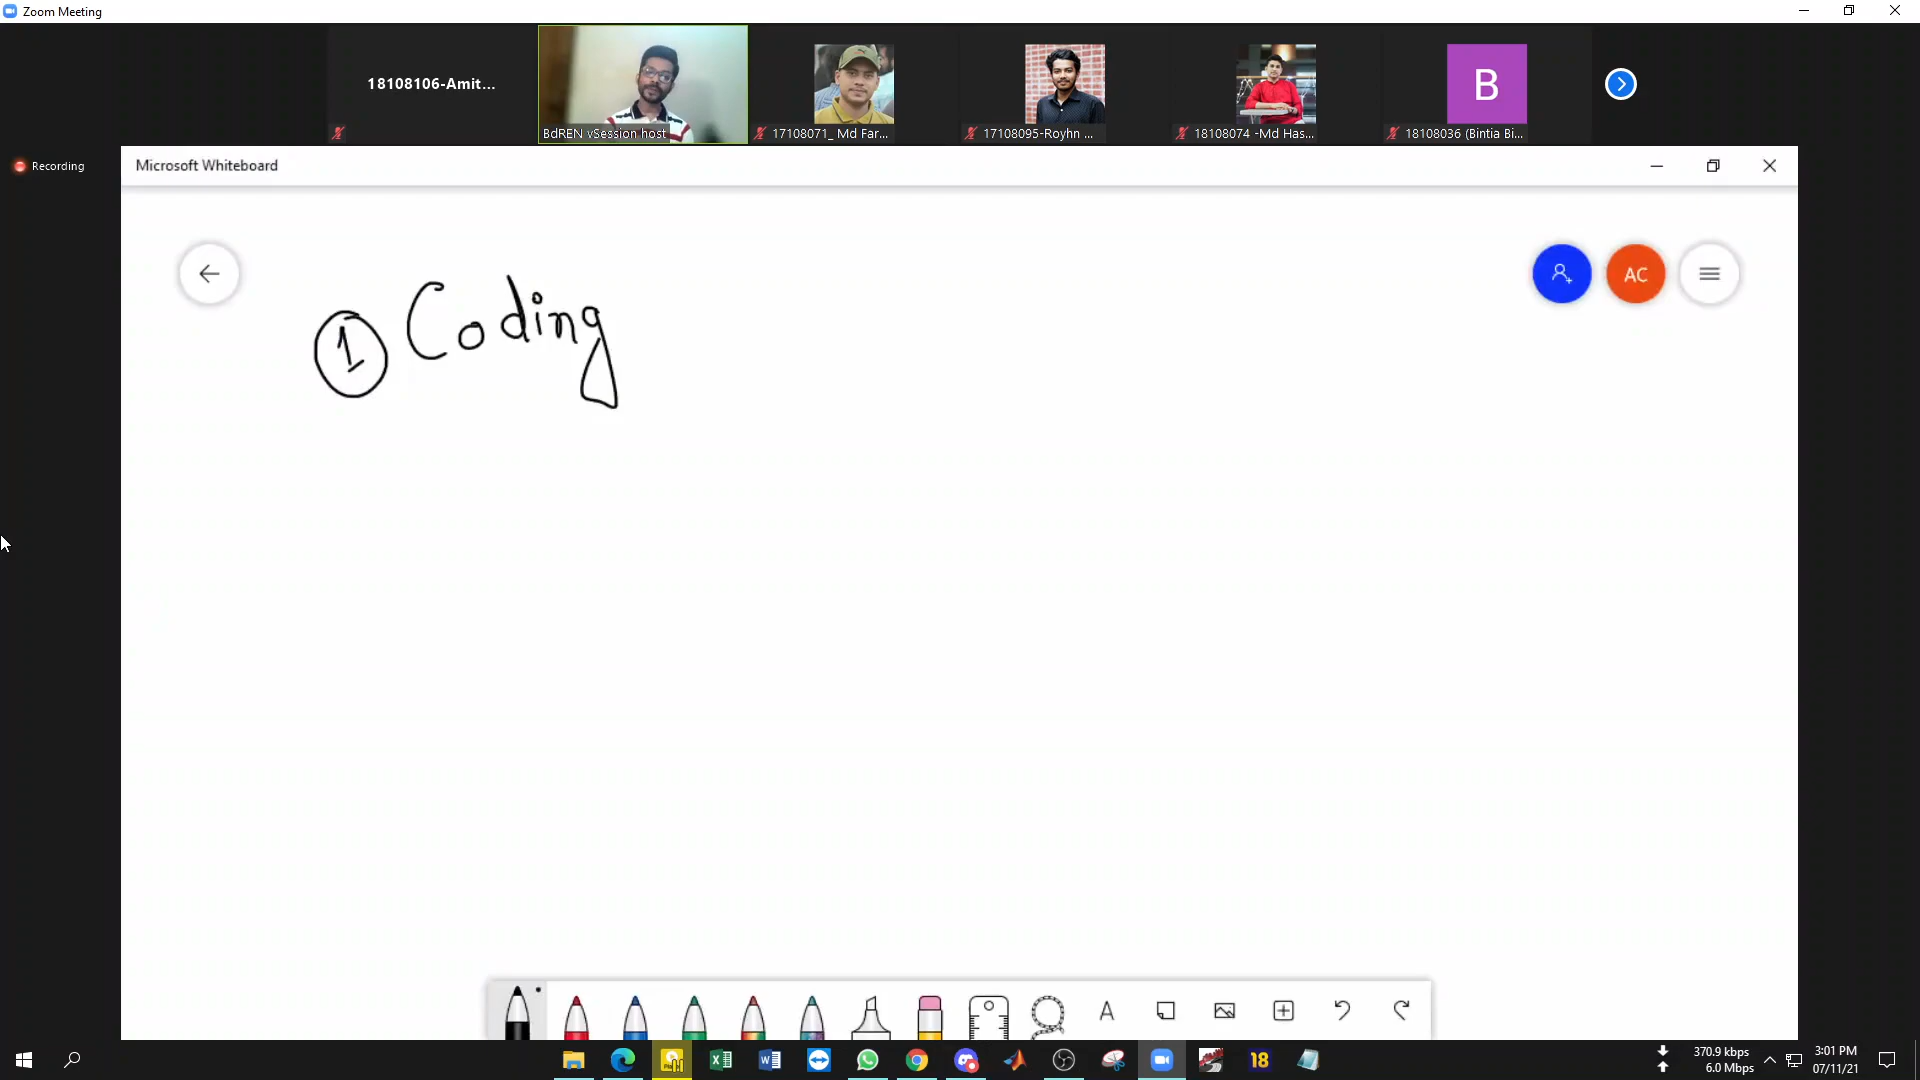 Zoom Meeting
18108106-Amit...
BdREN vSession host
17108071_ Md Far...
17108095-Royhn ...
18108074 -Md Has...
B
18108036 (Bintia Bi...
Recording
Microsoft Whiteboard
AC
1 Coding
A
18
370.9 kbps
6.0 Mbps
3:01 PM
07/11/21